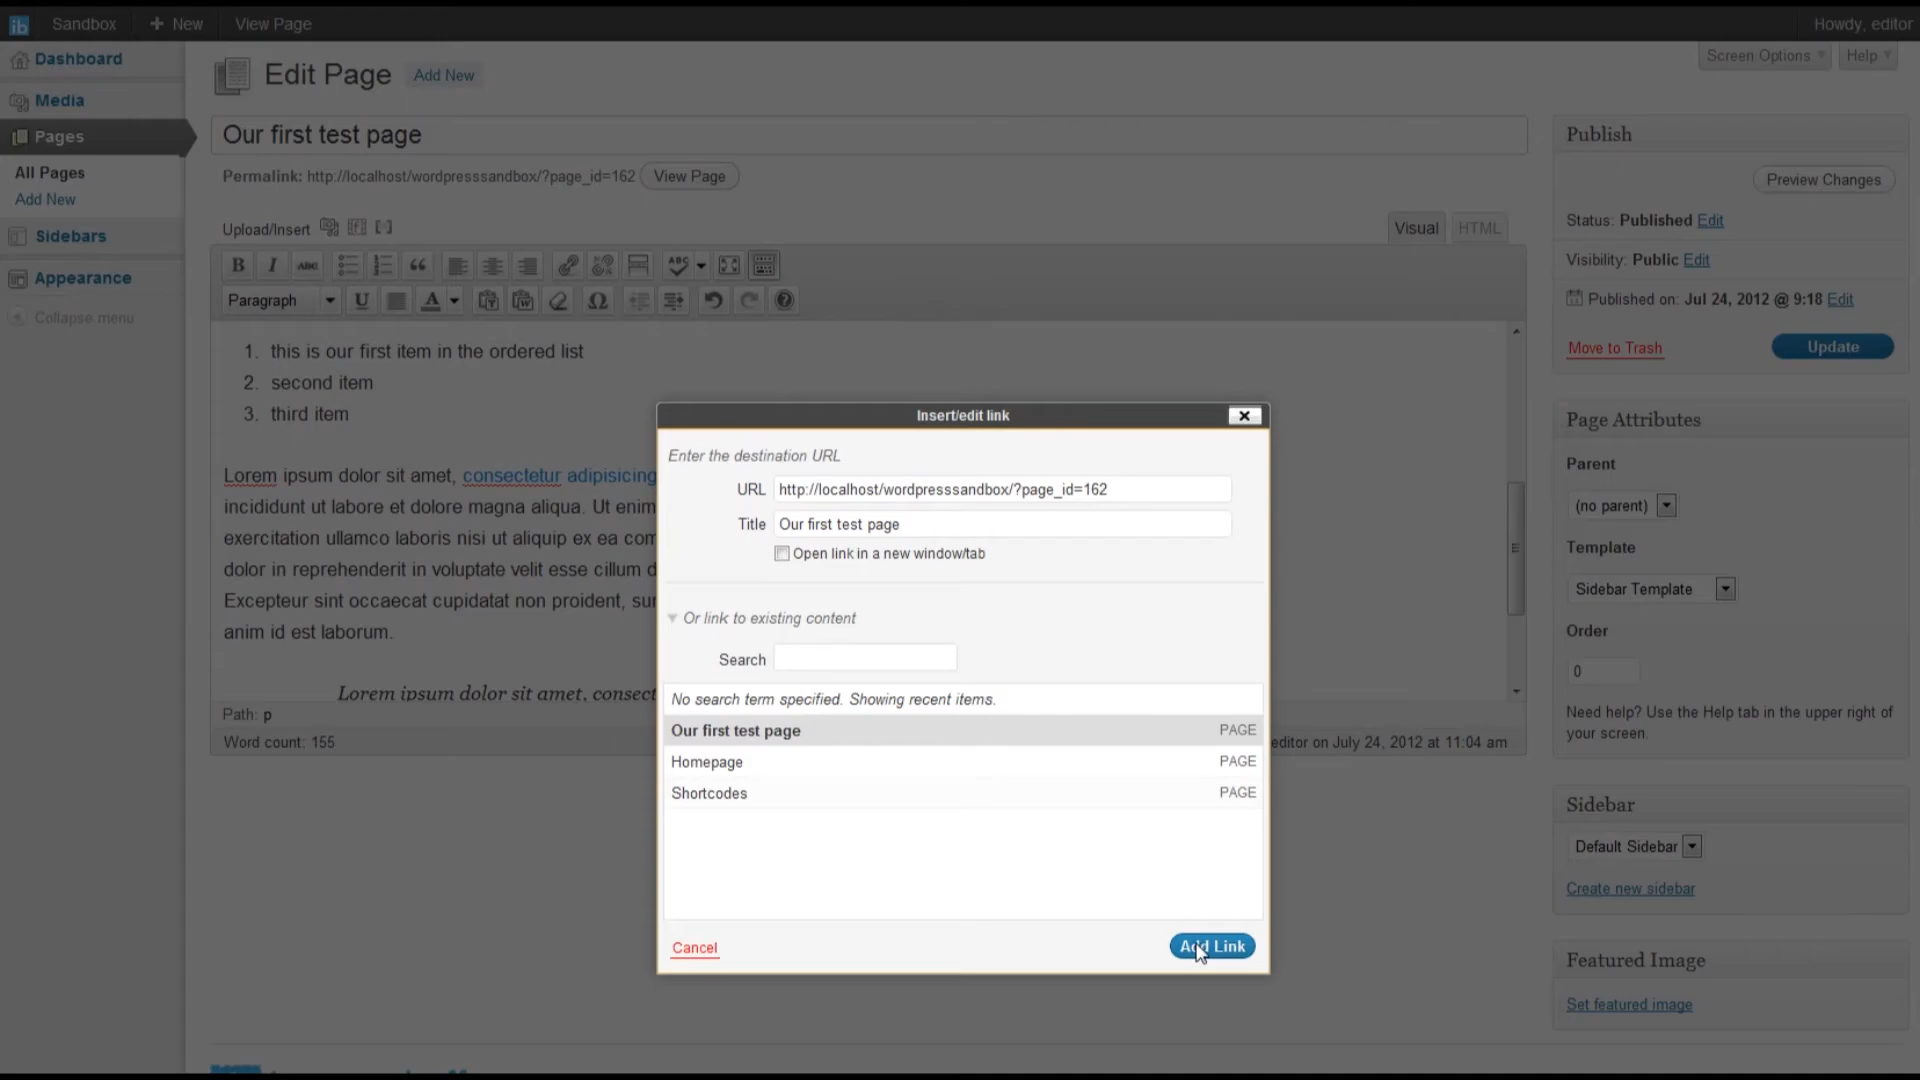 ib Sandbox + New View Page Howdy, editor
Dashboard
Media
Pages
All Pages
Add New
Sidebars
Appearance
Collapse menu
Edit Page Add New
Screen Options Help
Our first test page
Permalink: http://localhost/wordpresssandbox/?page_id=162 View Page
Upload/Insert
Visual HTML
B I ABC ABC
Paragraph U A Ω
1. this is our first item in the ordered list
2. second item
3. third item
Lorem ipsum dolor sit amet, consectetur adipisicing
incididunt ut labore et dolore magna aliqua. Ut enim
exercitation ullamco laboris nisi ut aliquip ex ea com
dolor in reprehenderit in voluptate velit esse cillum d
Excepteur sint occaecat cupidatat non proident, sun
anim id est laborum.
Lorem ipsum dolor sit amet, consect
Path: p
Word count: 155
editor on July 24, 2012 at 11:04 am
Insert/edit link
Enter the destination URL
URL http://localhost/wordpresssandbox/?page_id=162
Title Our first test page
Open link in a new window/tab
Or link to existing content
Search
No search term specified. Showing recent items.
Our first test page PAGE
Homepage PAGE
Shortcodes PAGE
Cancel Add Link
Publish
Preview Changes
Status: Published Edit
Visibility: Public Edit
Published on: Jul 24, 2012 @ 9:18 Edit
Move to Trash Update
Page Attributes
Parent
(no parent)
Template
Sidebar Template
Order
0
Need help? Use the Help tab in the upper right of
your screen.
Sidebar
Default Sidebar
Create new sidebar
Featured Image
Set featured image